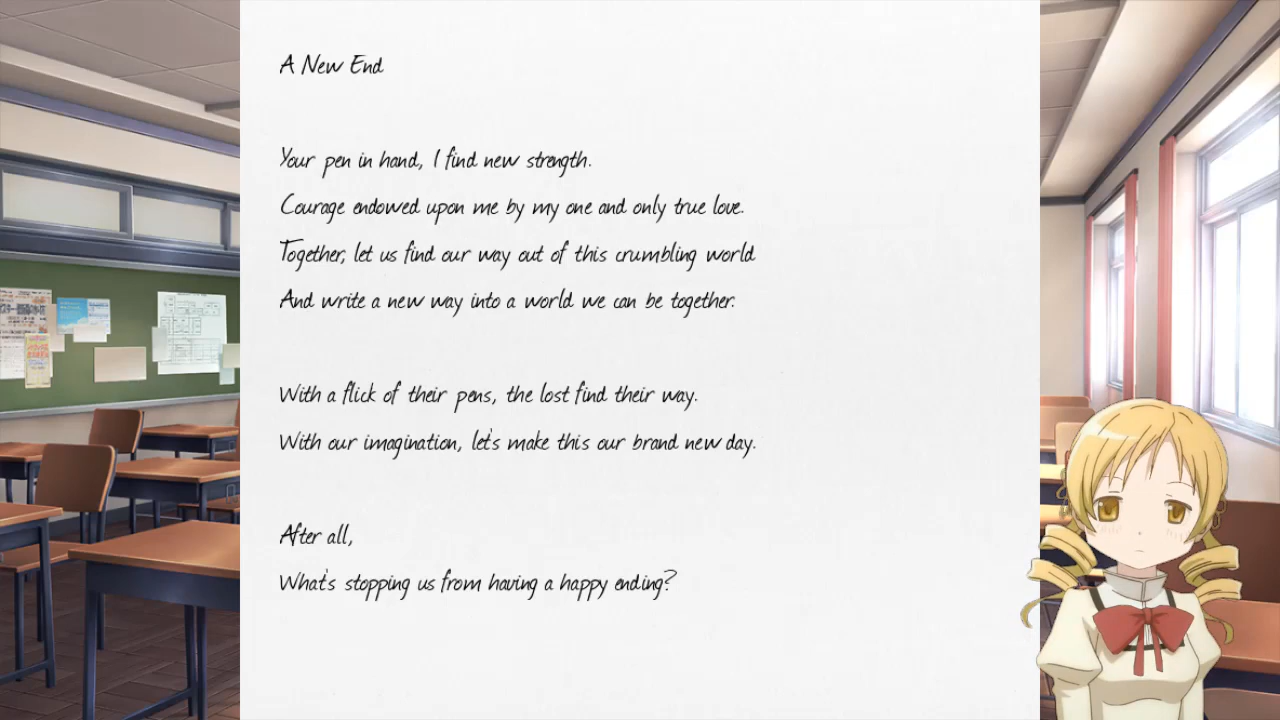 A New End
Your pen in hand, I find new strength.
Courage endowed upon me by my one and only true love.
Together, let us find our way out of this crumbling world
And write a new way into a world we can be together.
With a flick of their pens, the lost find their way.
With our imagination, let's make this our brand new day.
After all,
What's stopping us from having a happy ending?